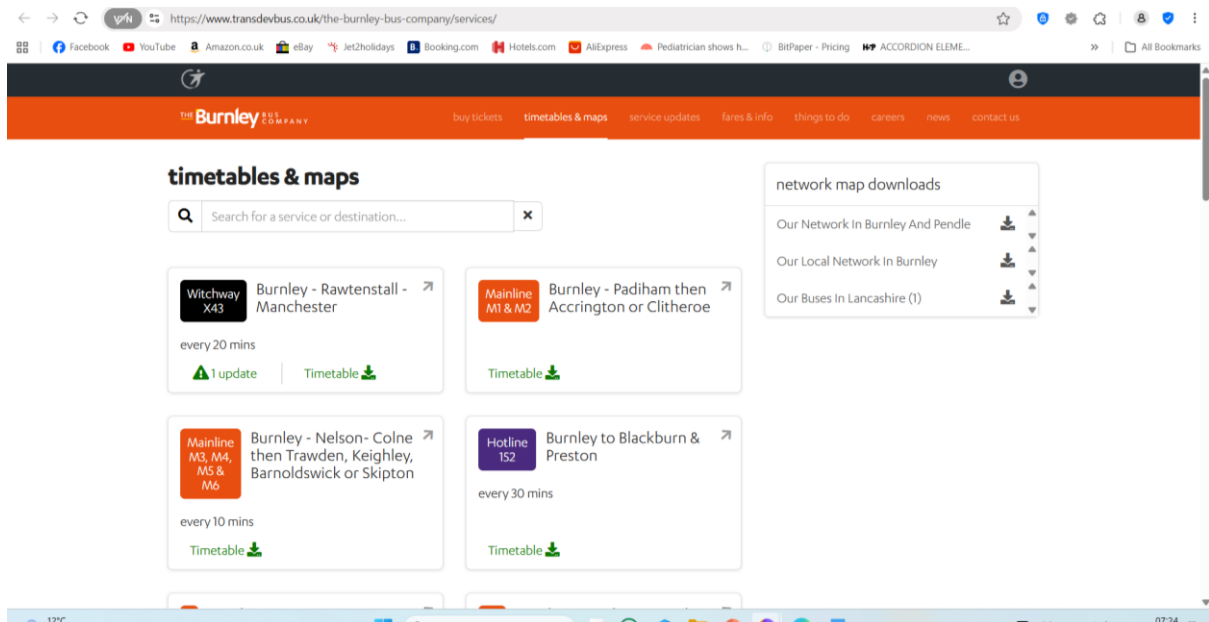 VPN
https://www.transdevbus.co.uk/the-burnley-bus-company/services/
Facebook YouTube Amazon.co.uk eBay Jet2holidays Booking.com Hotels.com AliExpress Pediatrician shows h... BitPaper - Pricing ACCORDION ELEME... » All Bookmarks
THE Burnley BUS COMPANY
buy tickets timetables & maps service updates fares & info things to do careers news contact us
timetables & maps
Search for a service or destination...
network map downloads
Our Network In Burnley And Pendle
Our Local Network In Burnley
Our Buses In Lancashire (1)
Witchway
X43
Burnley - Rawtenstall -
Manchester
every 20 mins
1 update
Timetable
Mainline
M1 & M2
Burnley - Padiham then
Accrington or Clitheroe
Timetable
Mainline
M3, M4,
M5 &
M6
Burnley - Nelson- Colne
then Trawden, Keighley,
Barnoldswick or Skipton
every 10 mins
Timetable
Hotline
152
Burnley to Blackburn &
Preston
every 30 mins
Timetable
12°C
07:24